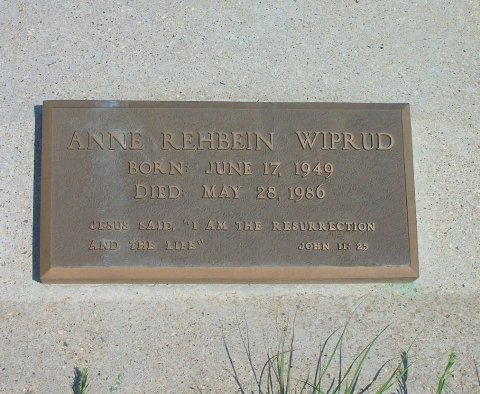 ANNE REHBEIN WIPRUD
BORN: JUNE 17, 1949
DIED: MAY 28, 1986
JESUS SAID, "I AM THE RESURRECTION
AND THE LIFE" JOHN 11: 25